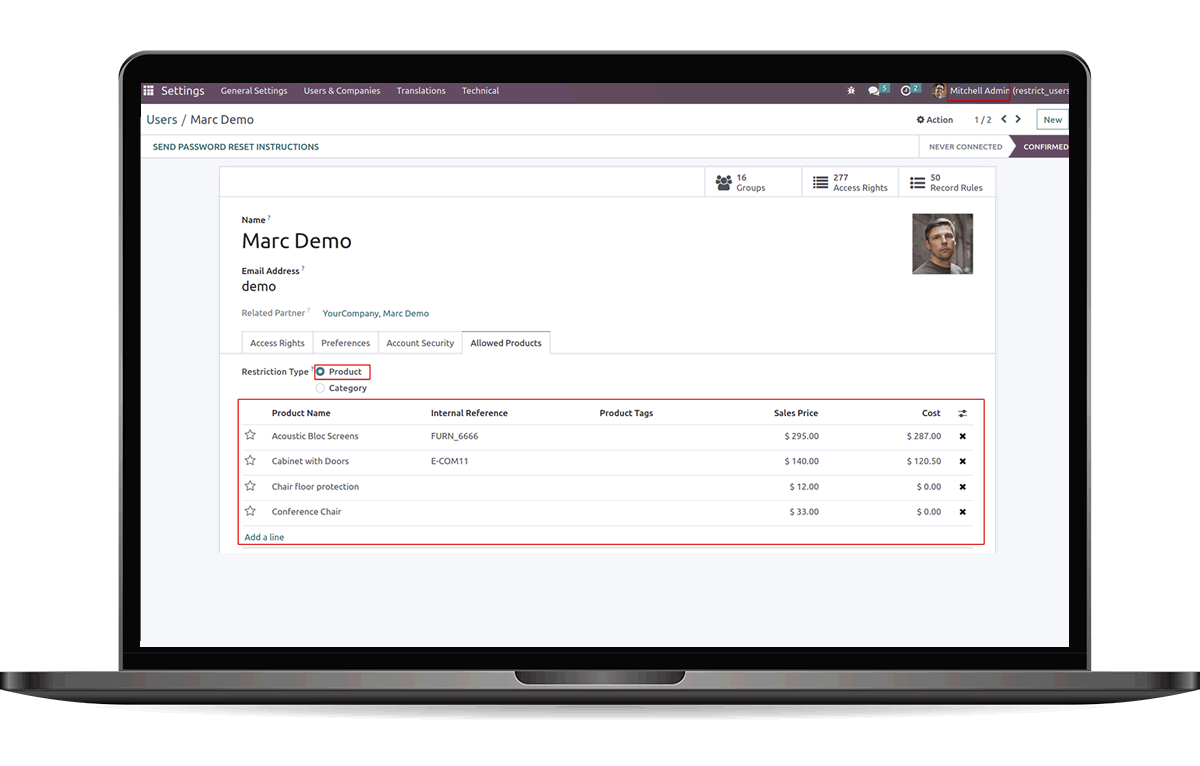 Settings General Settings Users & Companies Translations Technical 5 2 Mitchell Admin (restrict_users
Users / Marc Demo Action 1 / 2 New
SEND PASSWORD RESET INSTRUCTIONS NEVER CONNECTED CONFIRMED
16 277 50
Groups Access Rights Record Rules
Name ?
Marc Demo
Email Address ?
demo
Related Partner ? YourCompany, Marc Demo
Access Rights Preferences Account Security Allowed Products
Restriction Type ? Product
Category
Product Name Internal Reference Product Tags Sales Price Cost
Acoustic Bloc Screens FURN_6666 $ 295.00 $ 287.00
Cabinet with Doors E-COM11 $ 140.00 $ 120.50
Chair floor protection $ 12.00 $ 0.00
Conference Chair $ 33.00 $ 0.00
Add a line